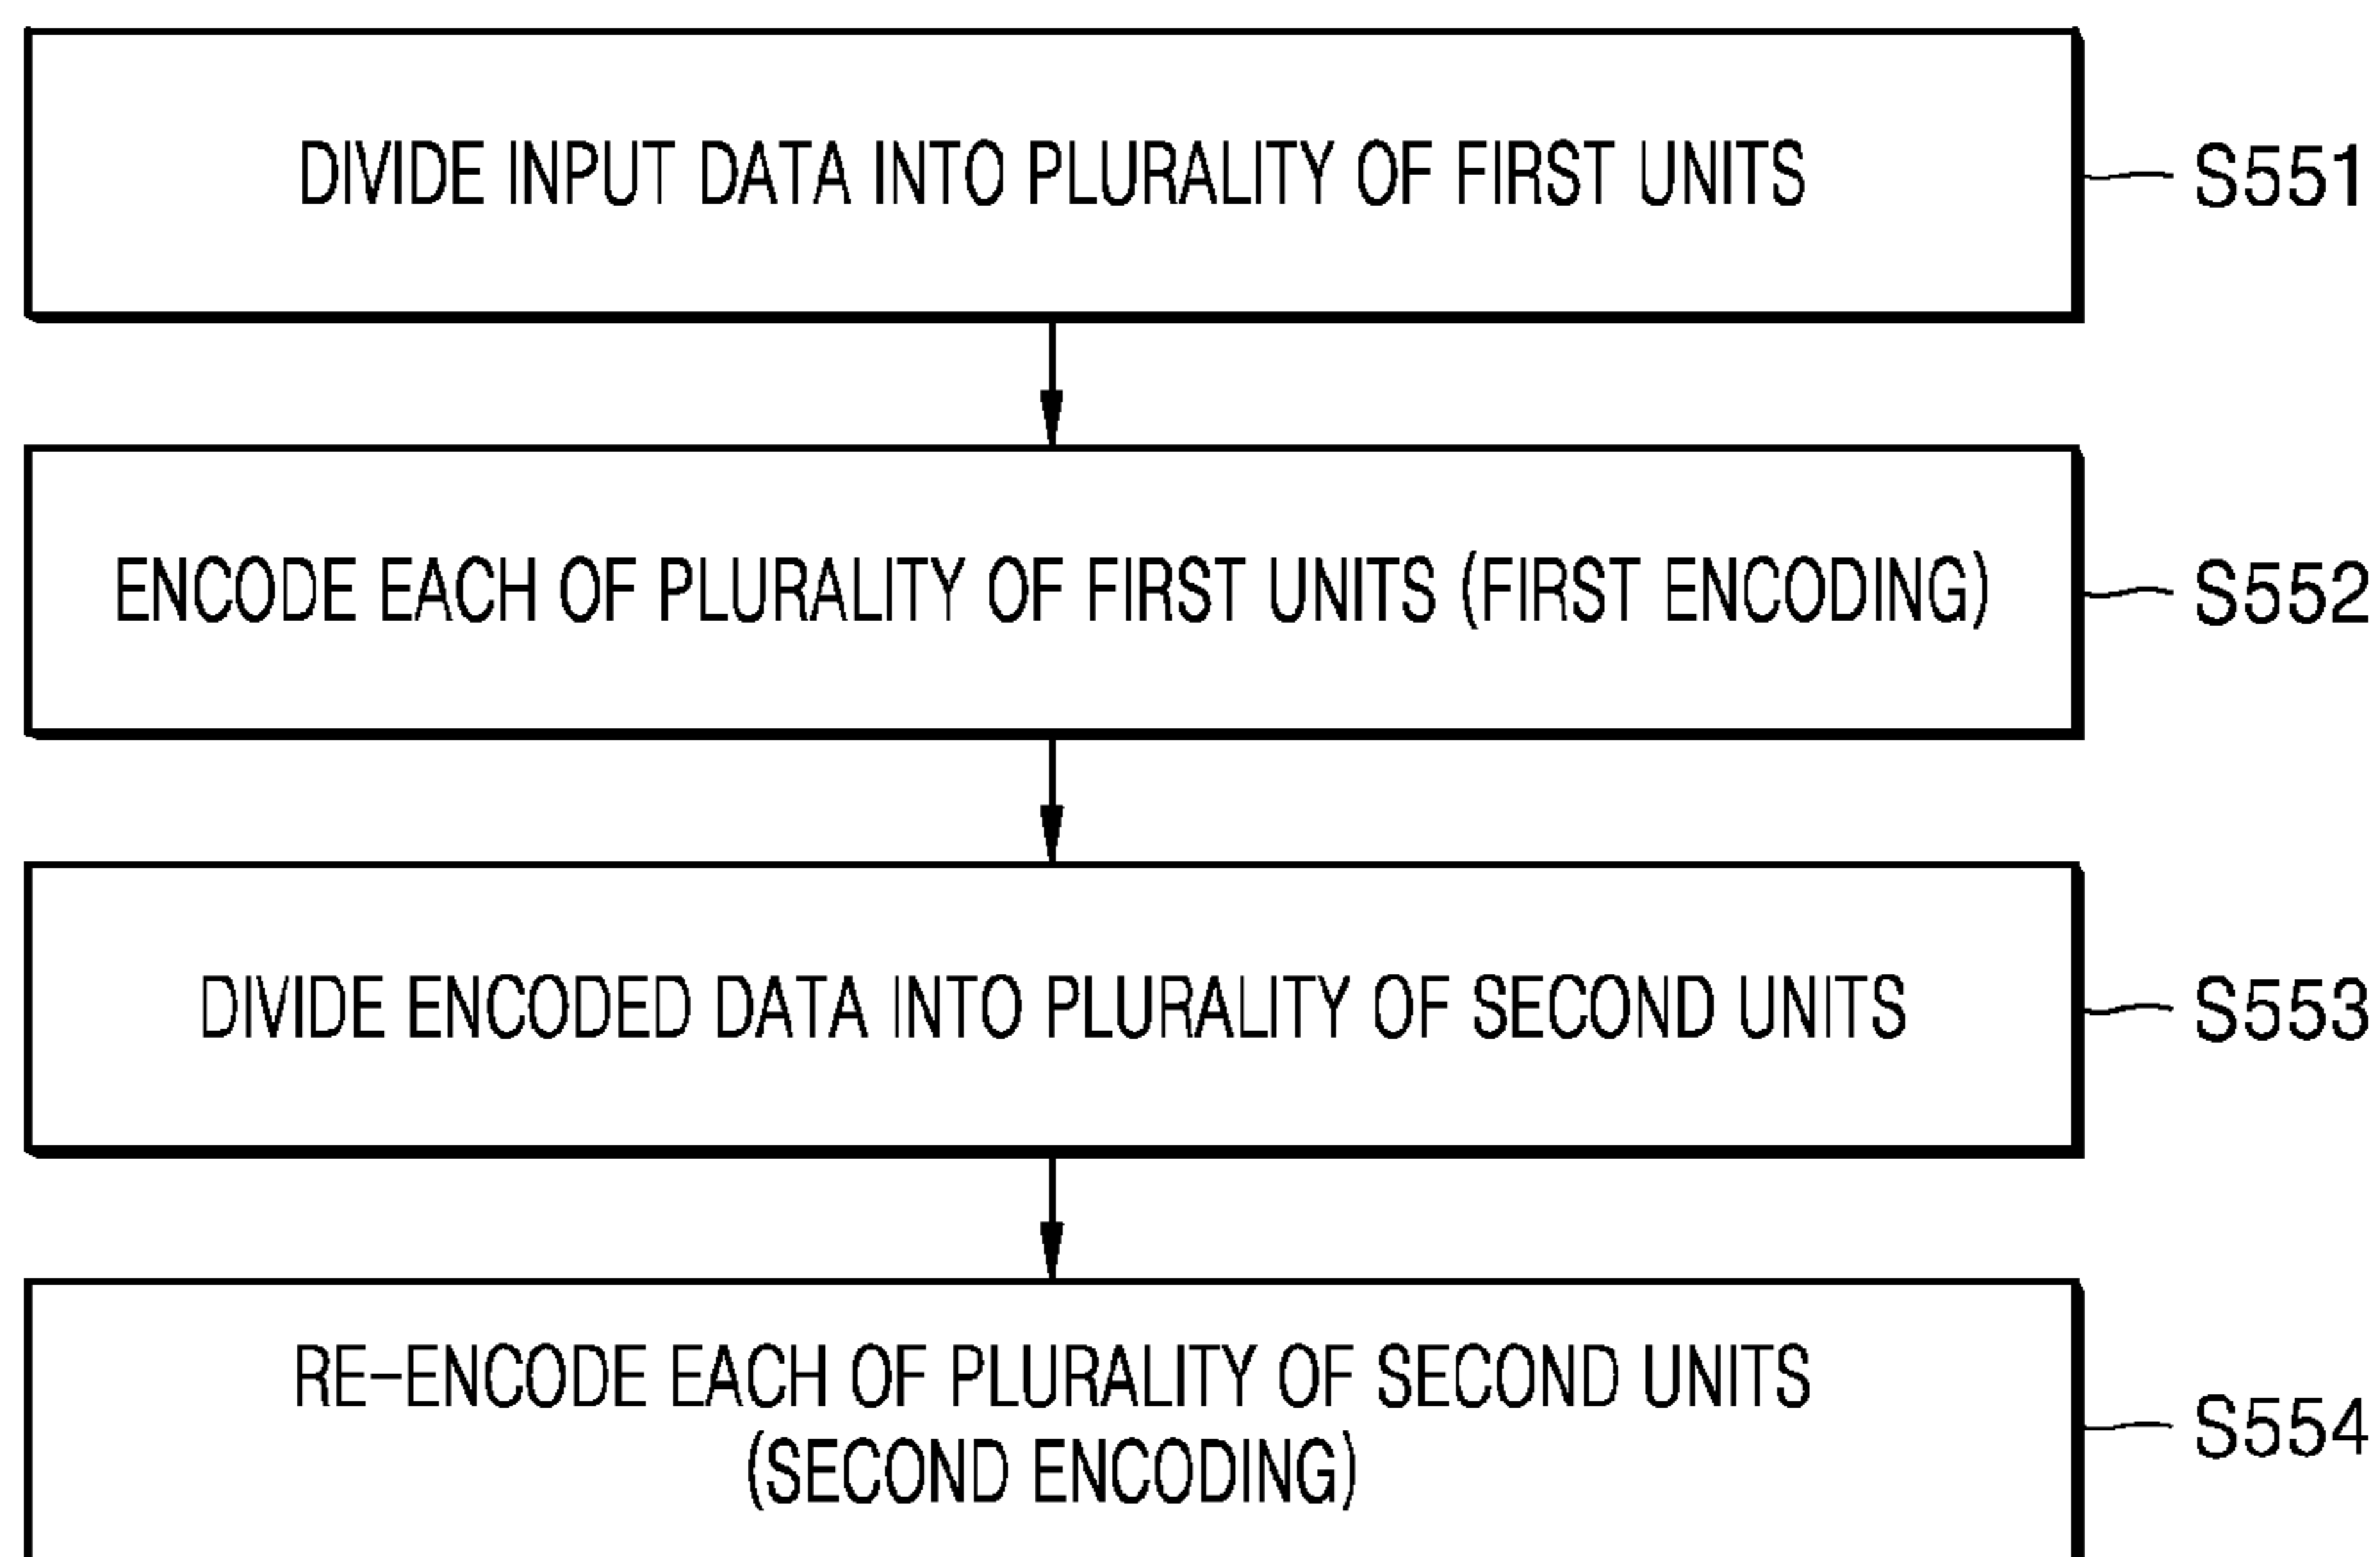 DIVIDE INPUT DATA INTO PLURALITY OF FIRST UNITS
S551
ENCODE EACH OF PLURALITY OF FIRST UNITS (FIRST ENCODING)
S552
DIVIDE ENCODED DATA INTO PLURALITY OF SECOND UNITS
S553
RE-ENCODE EACH OF PLURALITY OF SECOND UNITS
(SECOND ENCODING)
S554